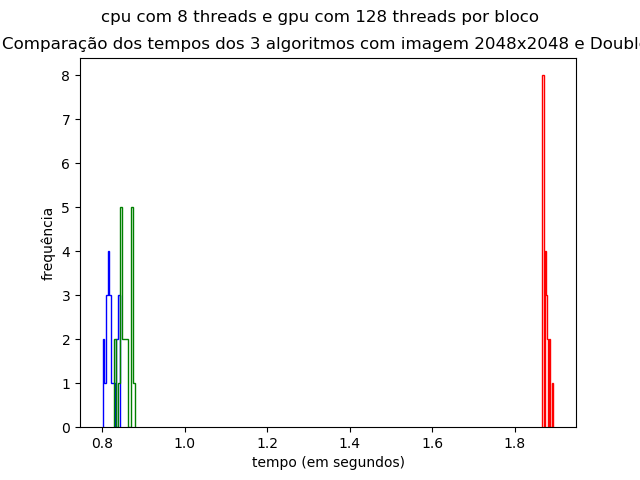 cpu com 8 threads e gpu com 128 threads por bloco
Comparação dos tempos dos 3 algoritmos com imagem 2048x2048 e Doubl
8
7
6
5
4
3
2
1
0
frequência
0.8 1.0 1.2 1.4 1.6 1.8
tempo (em segundos)